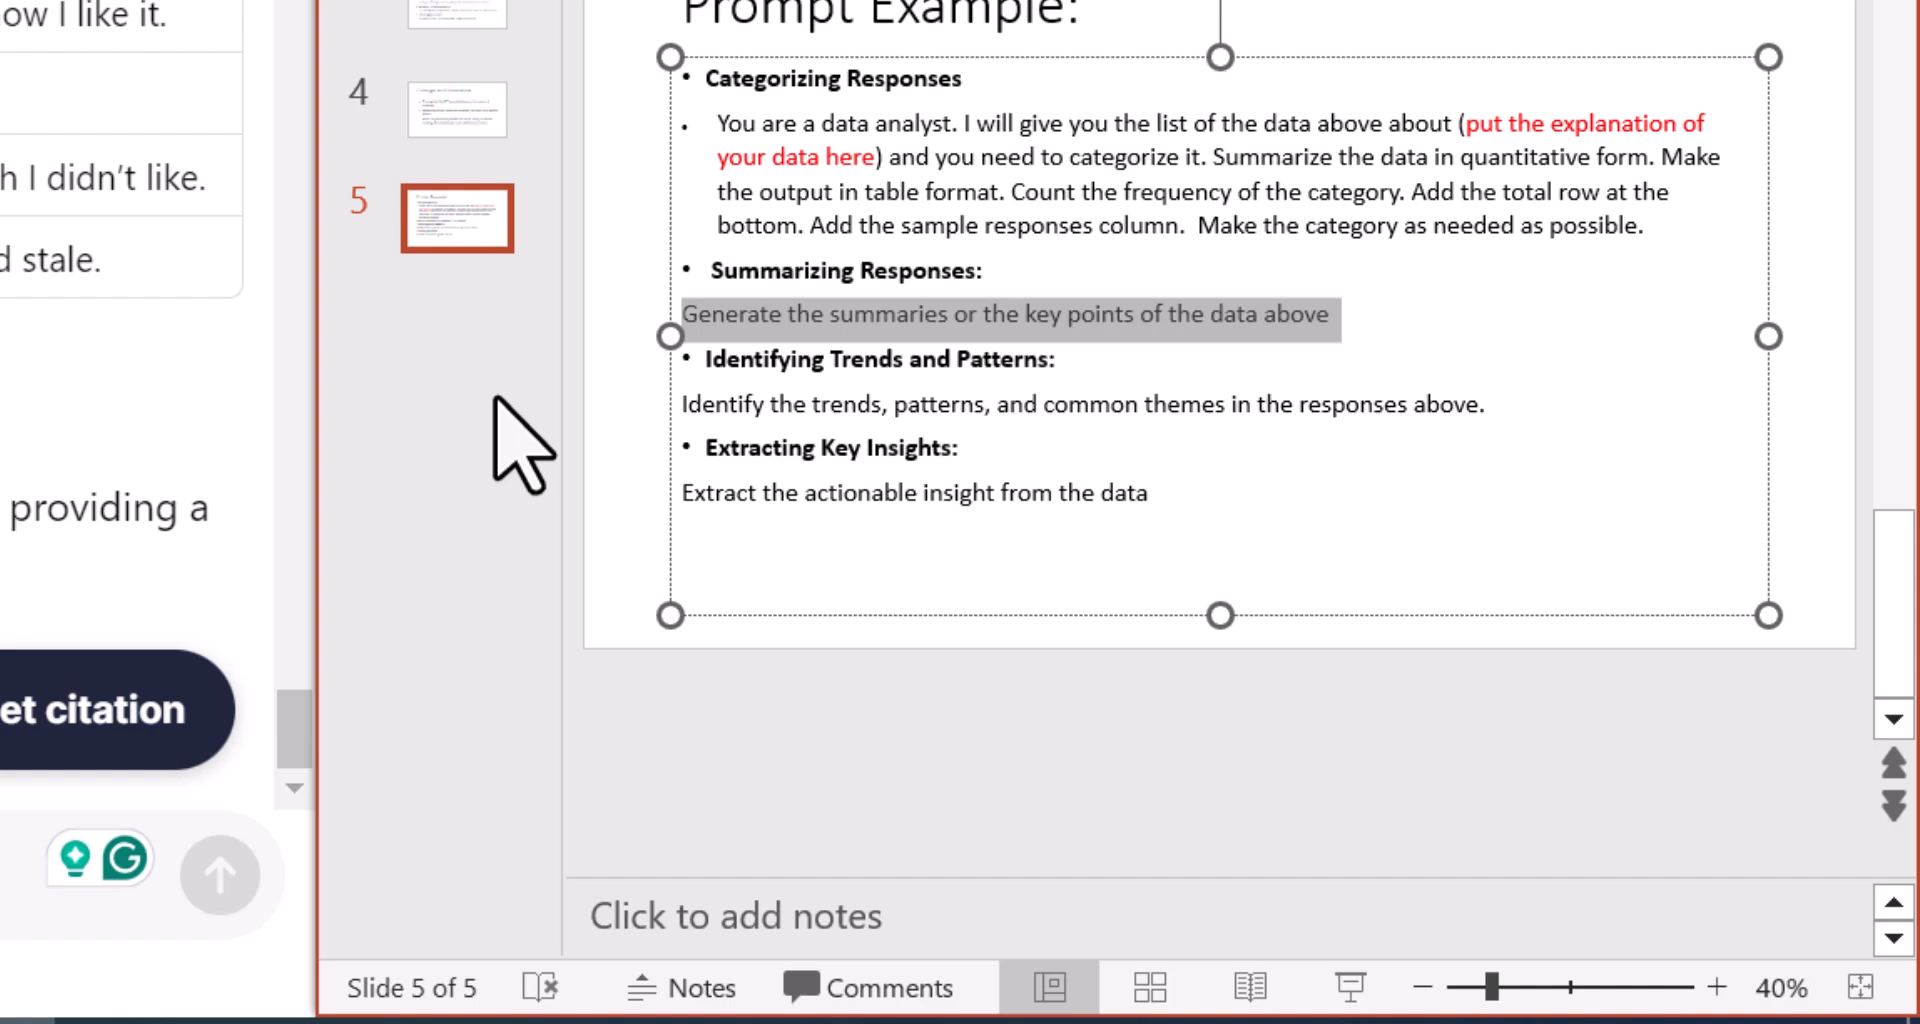 ow I like it.
h I didn't like.
d stale.
providing a
et citation
4
5
Prompt Example:
• Categorizing Responses
• You are a data analyst. I will give you the list of the data above about (put the explanation of
your data here) and you need to categorize it. Summarize the data in quantitative form. Make
the output in table format. Count the frequency of the category. Add the total row at the
bottom. Add the sample responses column.  Make the category as needed as possible.
• Summarizing Responses:
Generate the summaries or the key points of the data above
• Identifying Trends and Patterns:
Identify the trends, patterns, and common themes in the responses above.
• Extracting Key Insights:
Extract the actionable insight from the data
Click to add notes
Slide 5 of 5
Notes
Comments
40%